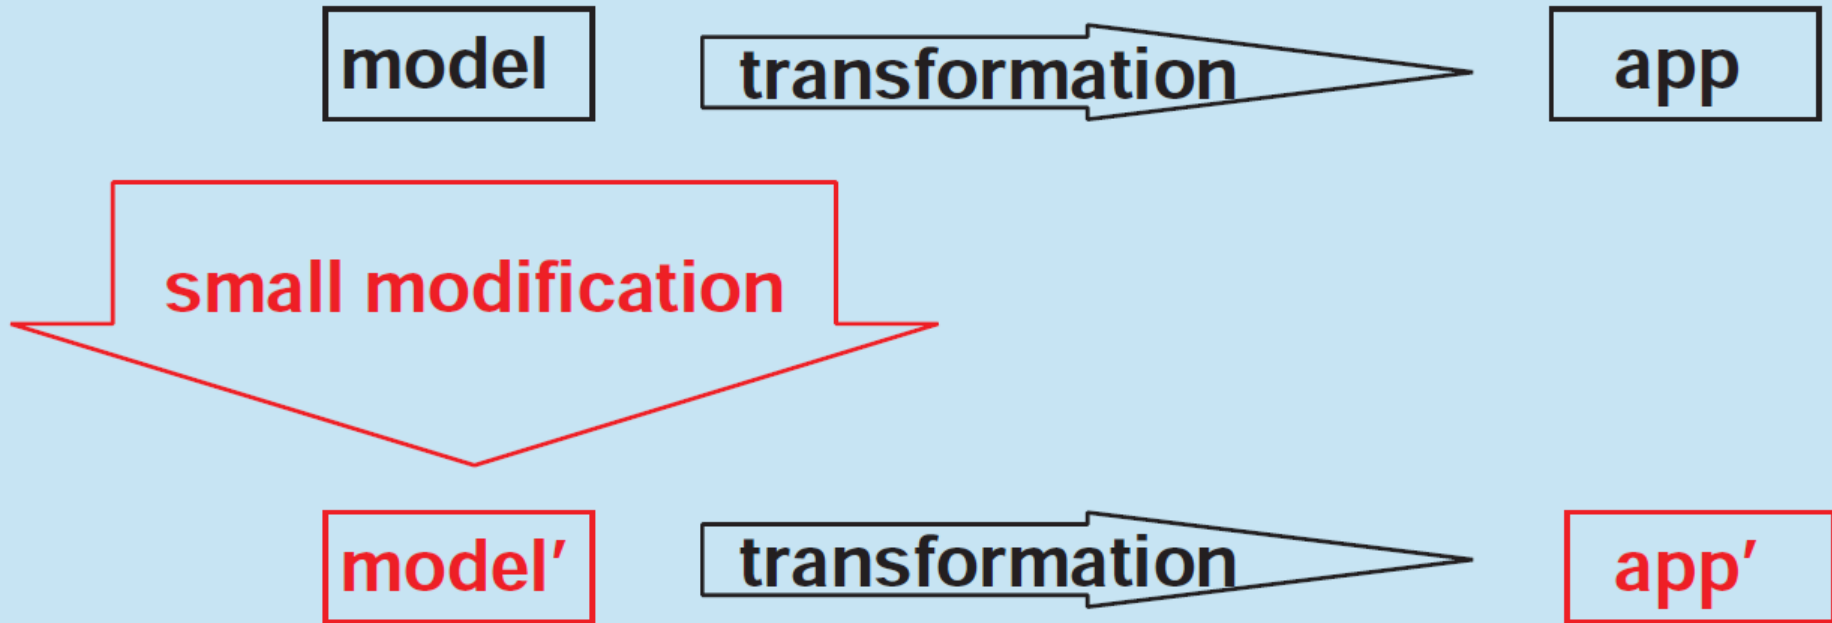 model
transformation
app
small modification
model′
transformation
app′